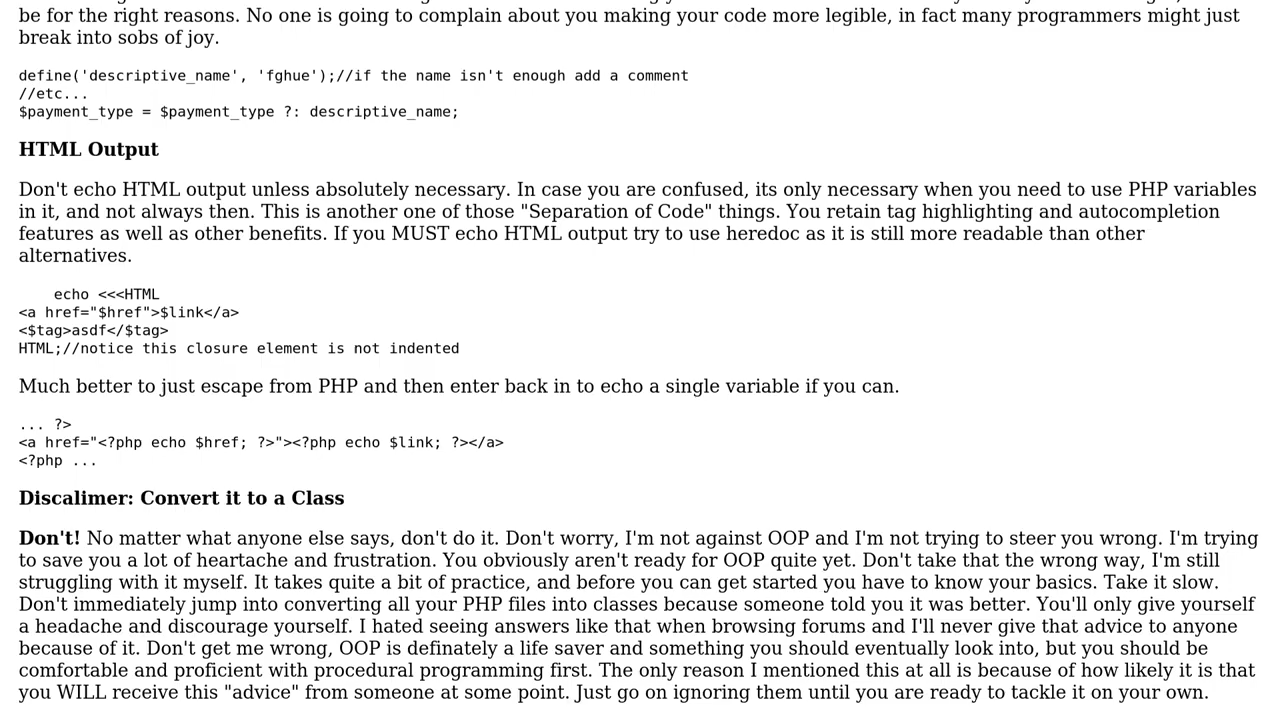 be for the right reasons. No one is going to complain about you making your code more legible, in fact many programmers might just
break into sobs of joy.
define('descriptive_name', 'fghue');//if the name isn't enough add a comment
//etc...
$payment_type = $payment_type ?: descriptive_name;
HTML Output
Don't echo HTML output unless absolutely necessary. In case you are confused, its only necessary when you need to use PHP variables
in it, and not always then. This is another one of those "Separation of Code" things. You retain tag highlighting and autocompletion
features as well as other benefits. If you MUST echo HTML output try to use heredoc as it is still more readable than other
alternatives.
    echo <<<HTML
<a href="$href">$link</a>
<$tag>asdf</$tag>
HTML;//notice this closure element is not indented
Much better to just escape from PHP and then enter back in to echo a single variable if you can.
... ?>
<a href="<?php echo $href; ?>"><?php echo $link; ?></a>
<?php ...
Discalimer: Convert it to a Class
Don't! No matter what anyone else says, don't do it. Don't worry, I'm not against OOP and I'm not trying to steer you wrong. I'm trying
to save you a lot of heartache and frustration. You obviously aren't ready for OOP quite yet. Don't take that the wrong way, I'm still
struggling with it myself. It takes quite a bit of practice, and before you can get started you have to know your basics. Take it slow.
Don't immediately jump into converting all your PHP files into classes because someone told you it was better. You'll only give yourself
a headache and discourage yourself. I hated seeing answers like that when browsing forums and I'll never give that advice to anyone
because of it. Don't get me wrong, OOP is definately a life saver and something you should eventually look into, but you should be
comfortable and proficient with procedural programming first. The only reason I mentioned this at all is because of how likely it is that
you WILL receive this "advice" from someone at some point. Just go on ignoring them until you are ready to tackle it on your own.